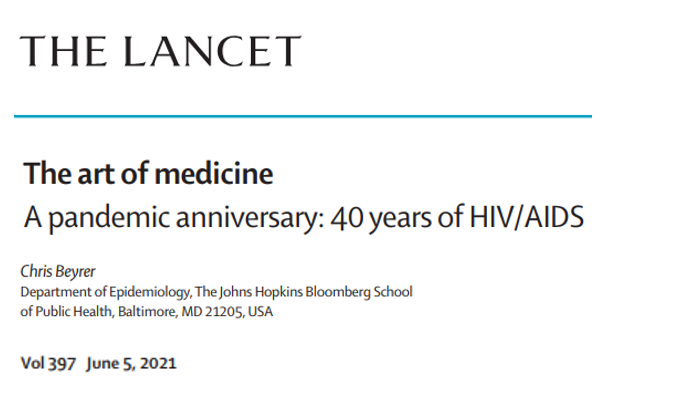 THE LANCET
The art of medicine
A pandemic anniversary: 40 years of HIV/AIDS
Chris Beyrer
Department of Epidemiology, The Johns Hopkins Bloomberg School
of Public Health, Baltimore, MD 21205, USA
Vol 397 June 5, 2021